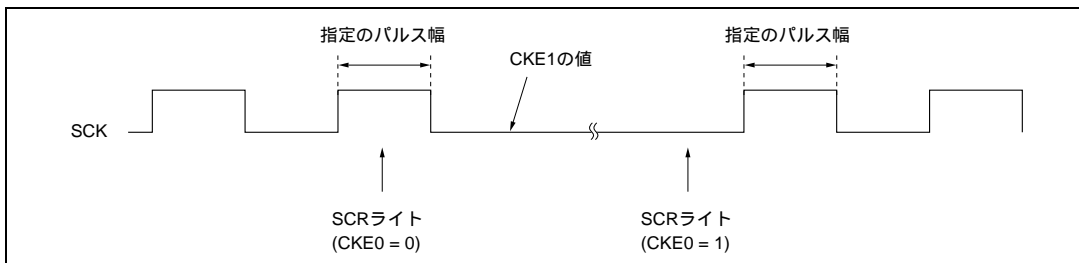 指定のパルス幅
指定のパルス幅
CKE1の値
SCK
SCRライト
(CKE0 = 0)
SCRライト
(CKE0 = 1)